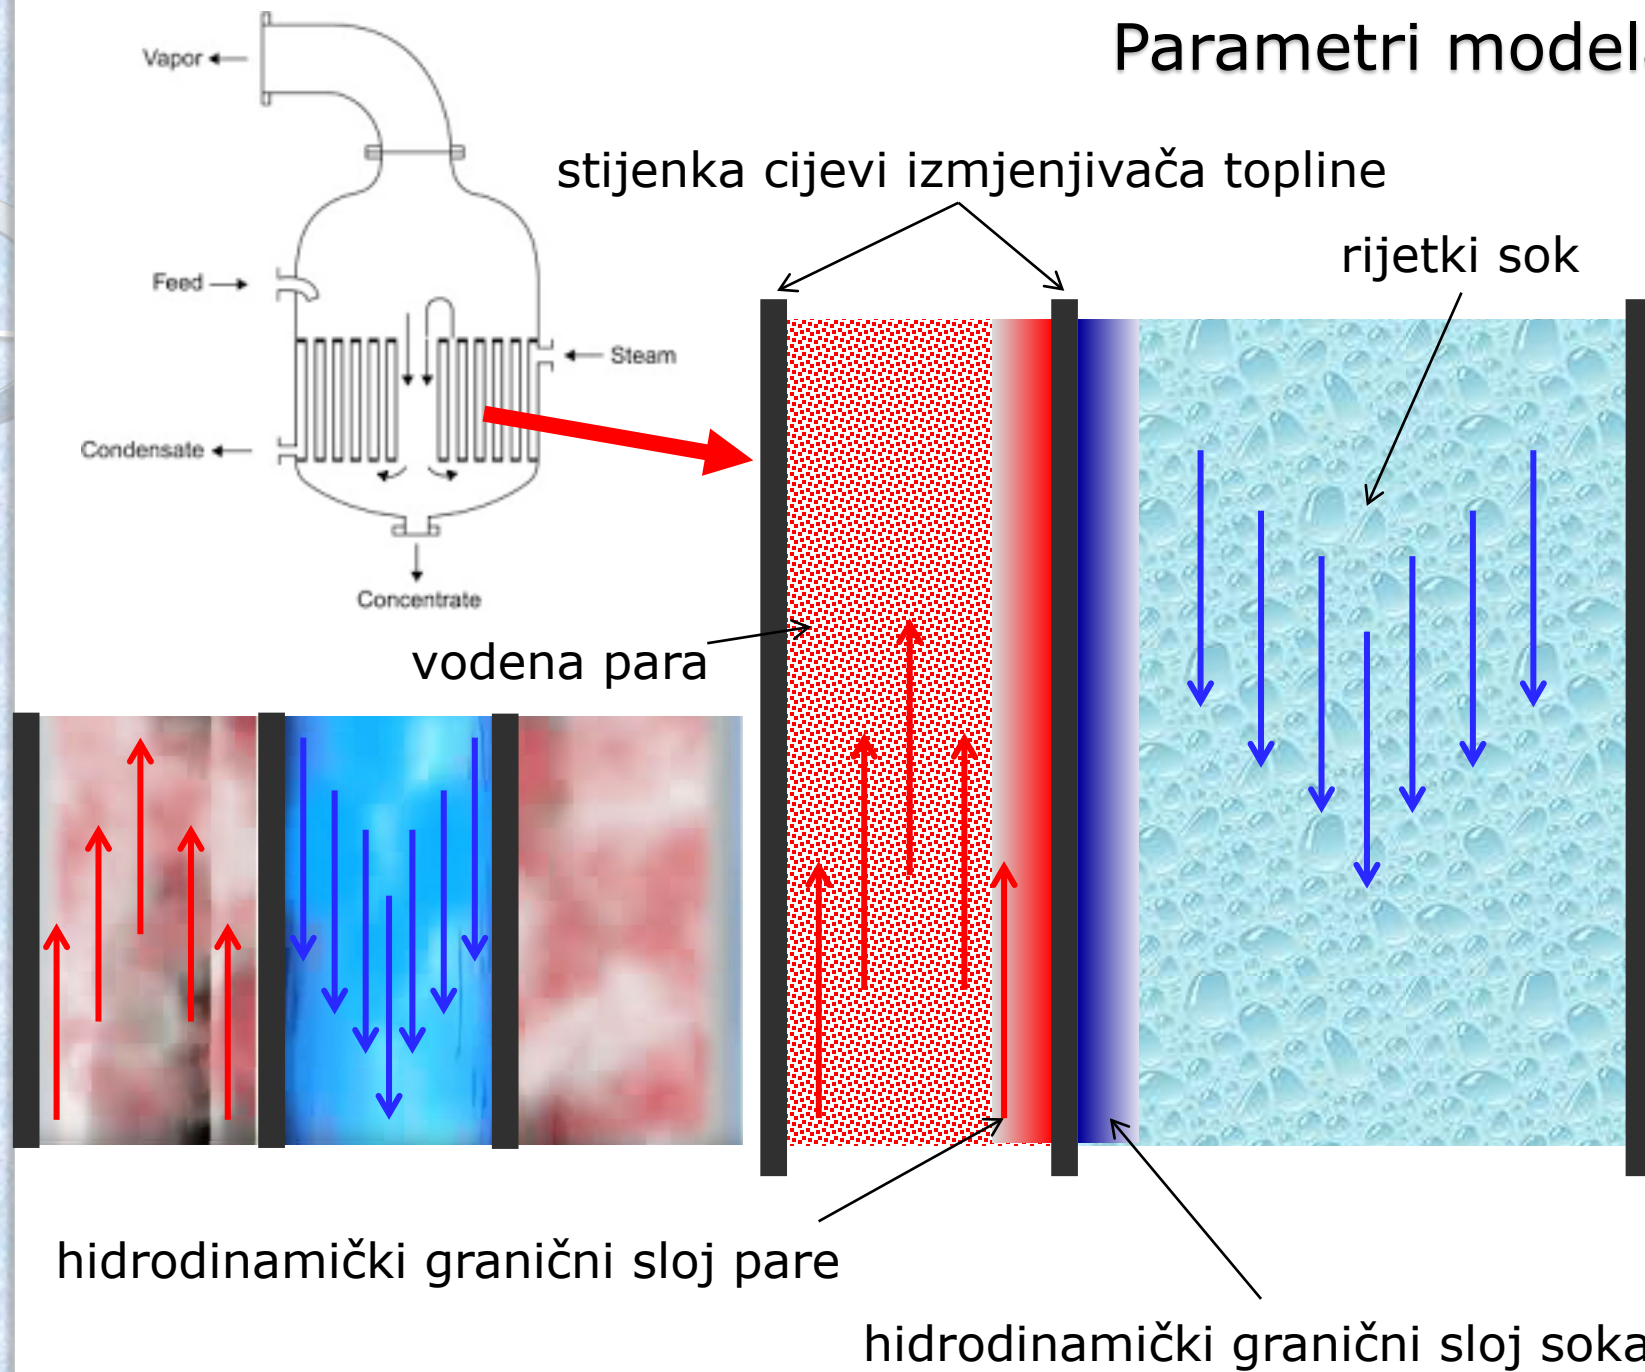 Parametri modela
Vapor
stijenka cijevi izmjenjivača topline
rijetki sok
Feed
Steam
Condensate
Concentrate
vodena para
hidrodinamički granični sloj pare
hidrodinamički granični sloj soka